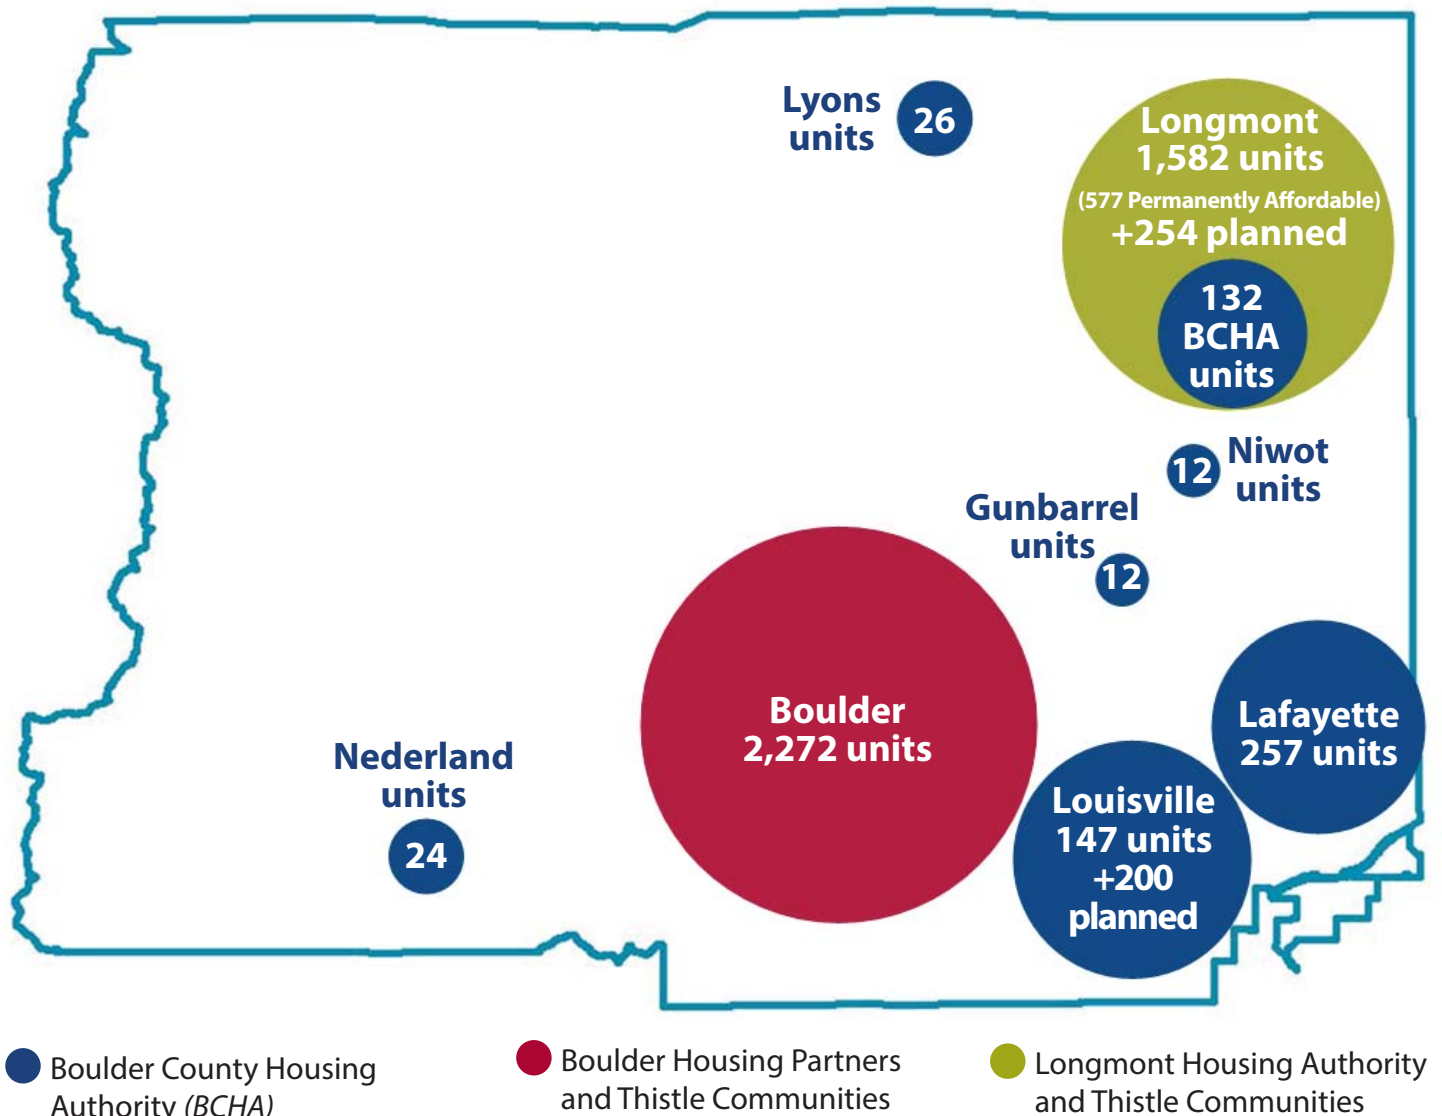 Lyons
units
26
Longmont
1,582 units
(577 Permanently Affordable)
+254 planned
132
BCHA
units
12
Niwot
units
Gunbarrel
units
12
Boulder
2,272 units
Lafayette
257 units
Nederland
units
24
Louisville
147 units
+200
planned
Boulder County Housing
Authority (BCHA)
Boulder Housing Partners
and Thistle Communities
Longmont Housing Authority
and Thistle Communities